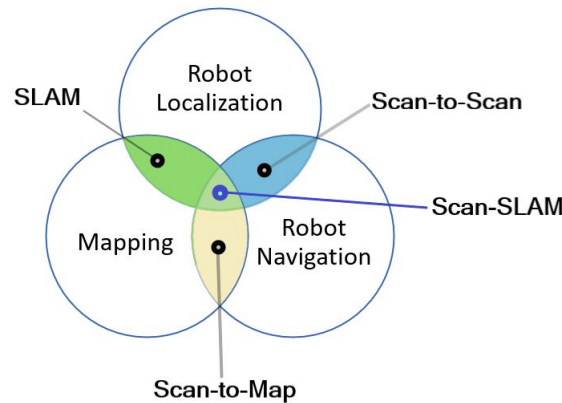 Robot
Localization
SLAM
Scan-to-Scan
Scan-SLAM
Mapping
Robot
Navigation
Scan-to-Map